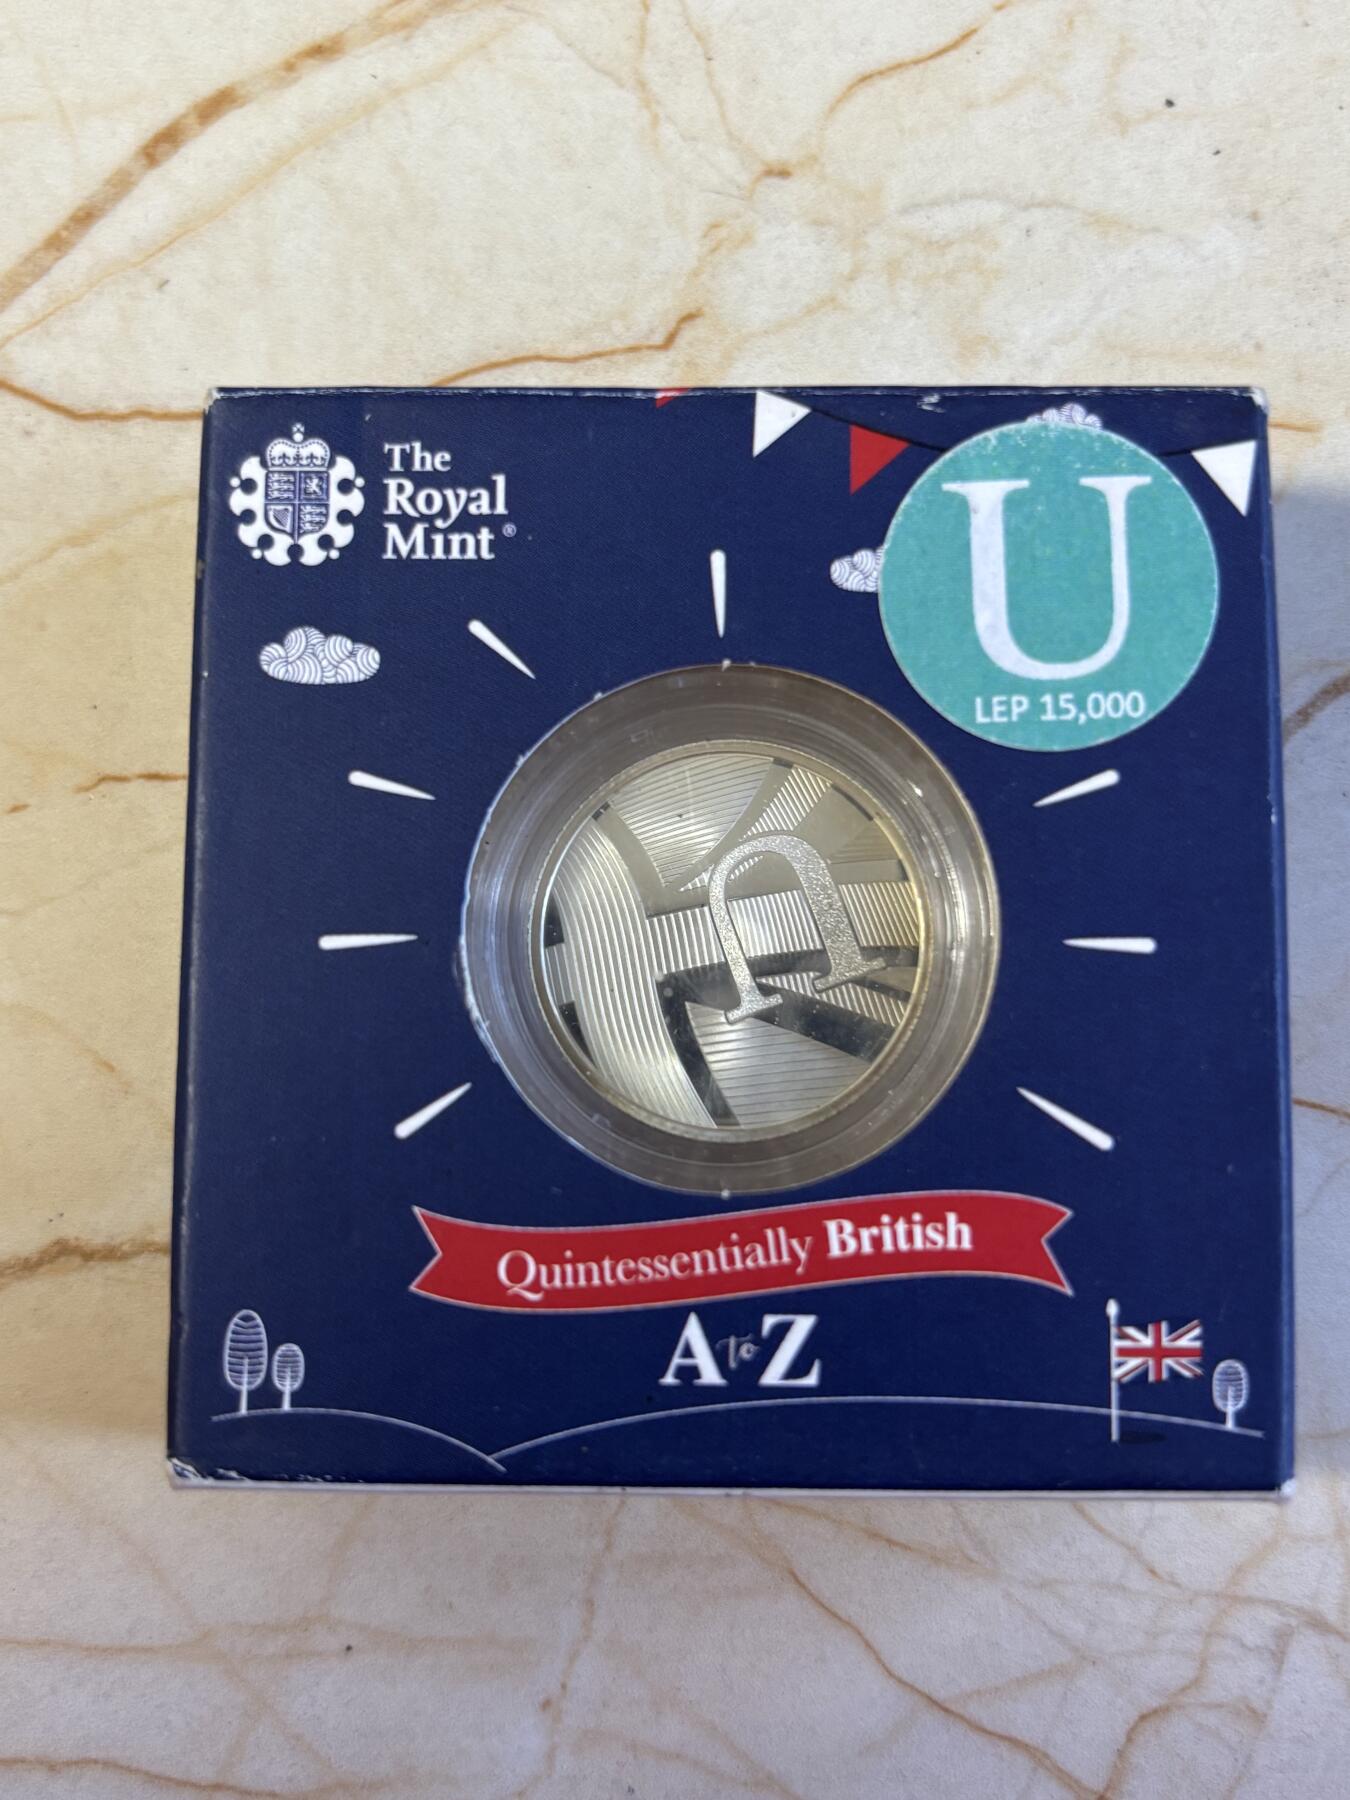 The
Royal
Mint®
U
LEP 15,000
U
Quintessentially British
A to Z